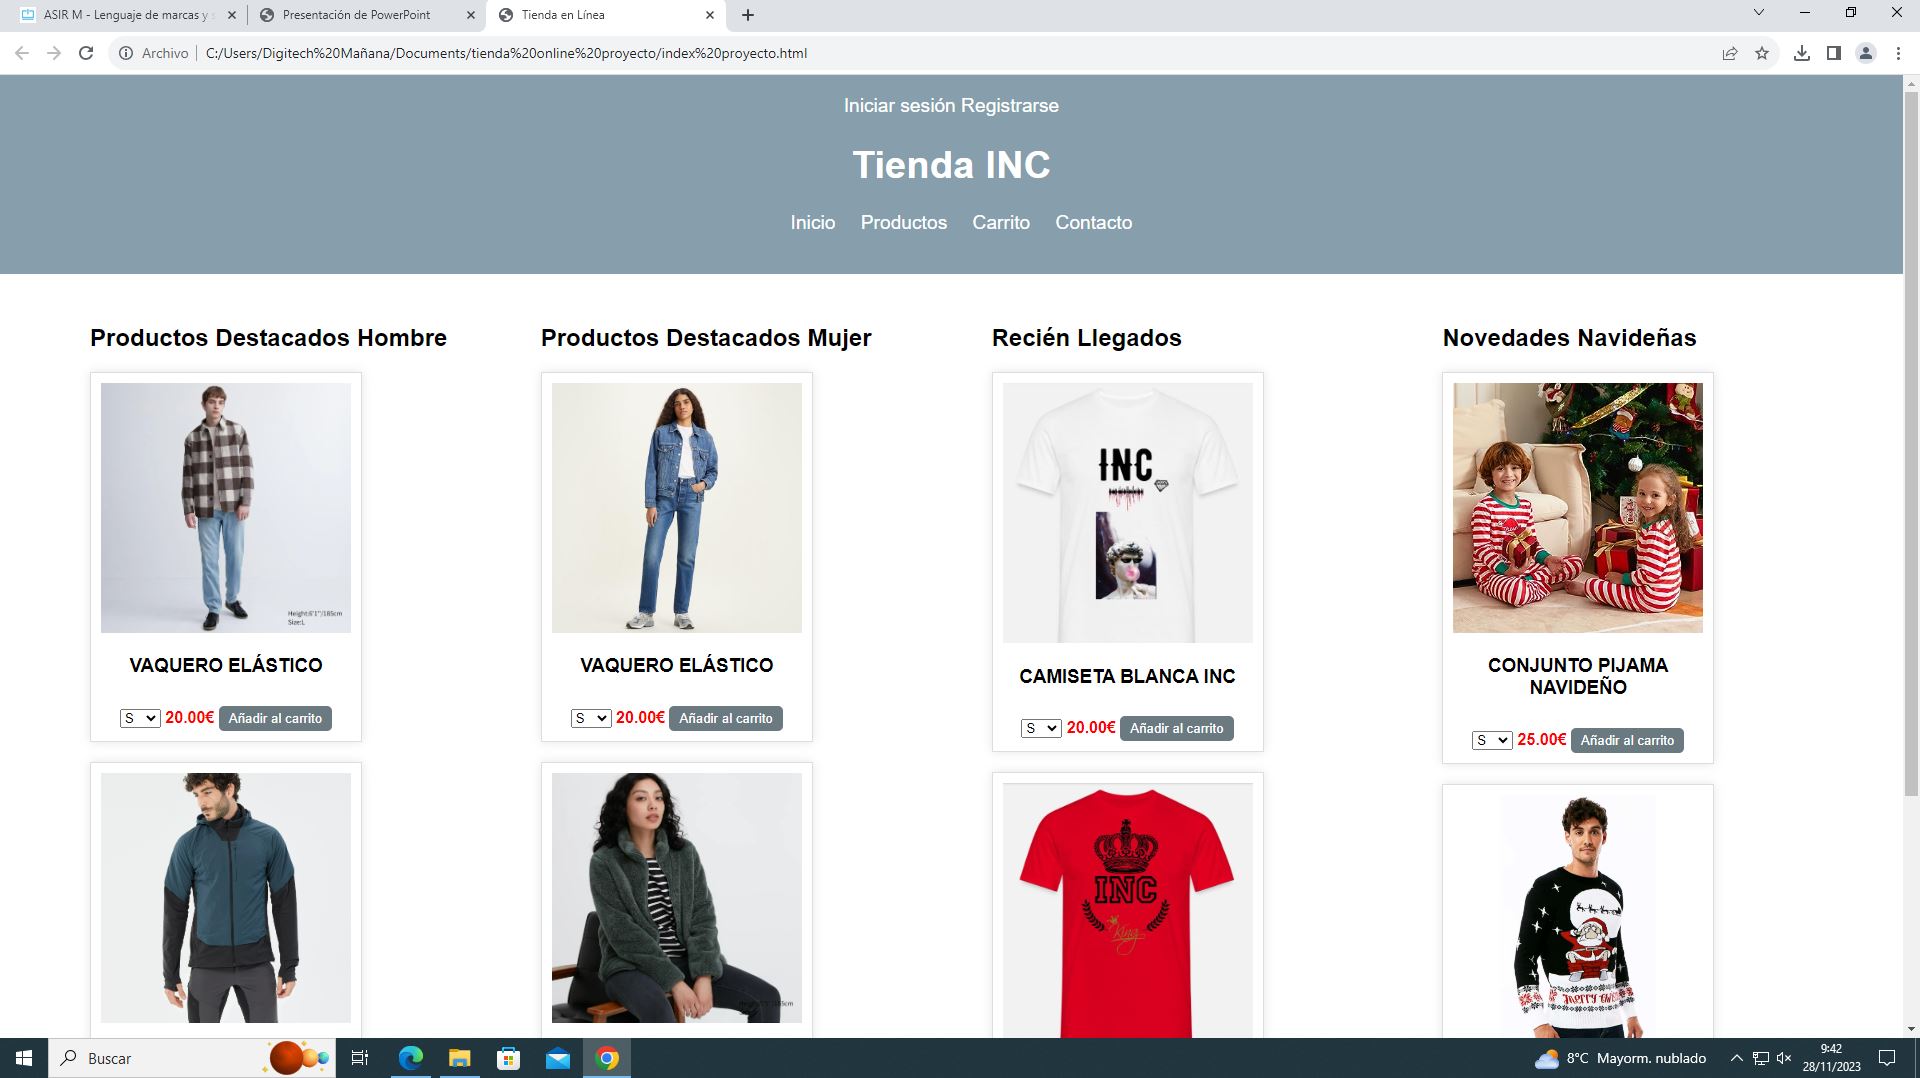 ASIR M - Lenguaje de marcas y s
Presentación de PowerPoint
Tienda en Línea
Archivo
C:/Users/Digitech%20Mañana/Documents/tienda%20online%20proyecto/index%20proyecto.html
Iniciar sesión Registrarse
Tienda INC
Inicio Productos Carrito Contacto
Productos Destacados Hombre
Height:6'1"/185cm
Size:L
VAQUERO ELÁSTICO
S 20.00€ Añadir al carrito
Productos Destacados Mujer
VAQUERO ELÁSTICO
S 20.00€ Añadir al carrito
Recién Llegados
INC
CAMISETA BLANCA INC
S 20.00€ Añadir al carrito
INC
King
Novedades Navideñas
CONJUNTO PIJAMA
NAVIDEÑO
S 25.00€ Añadir al carrito
Buscar
8°C Mayorm. nublado
9:42
28/11/2023